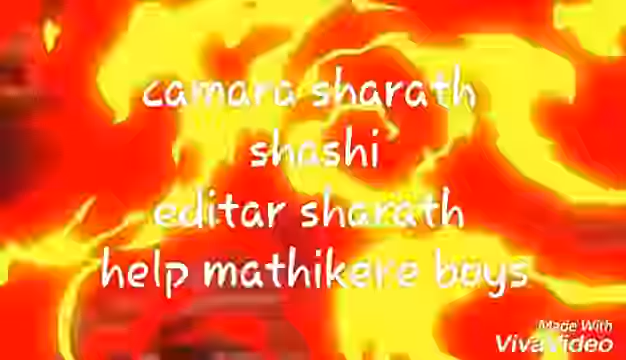 camara sharath
shashi
editar sharath
help mathikere boys
Made With
VivaVideo